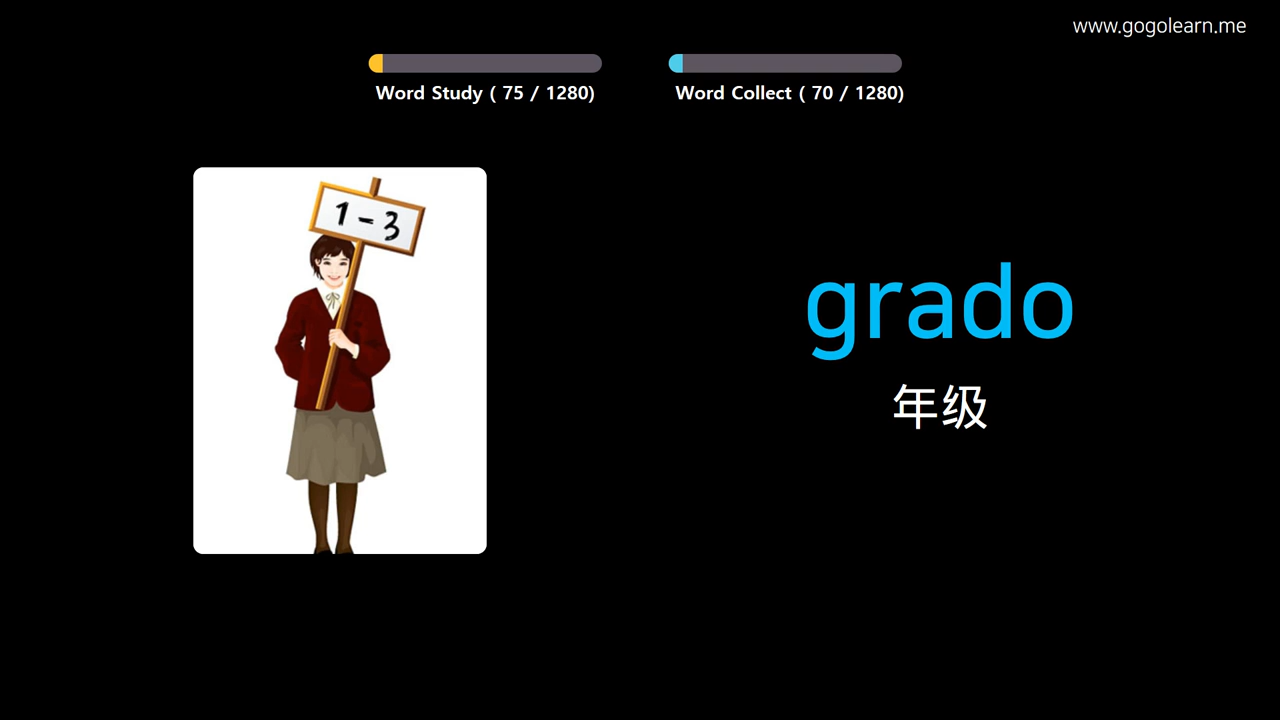 www.gogolearn.me
Word Study ( 75 / 1280)
Word Collect ( 70 / 1280)
1 - 3
grado
年级